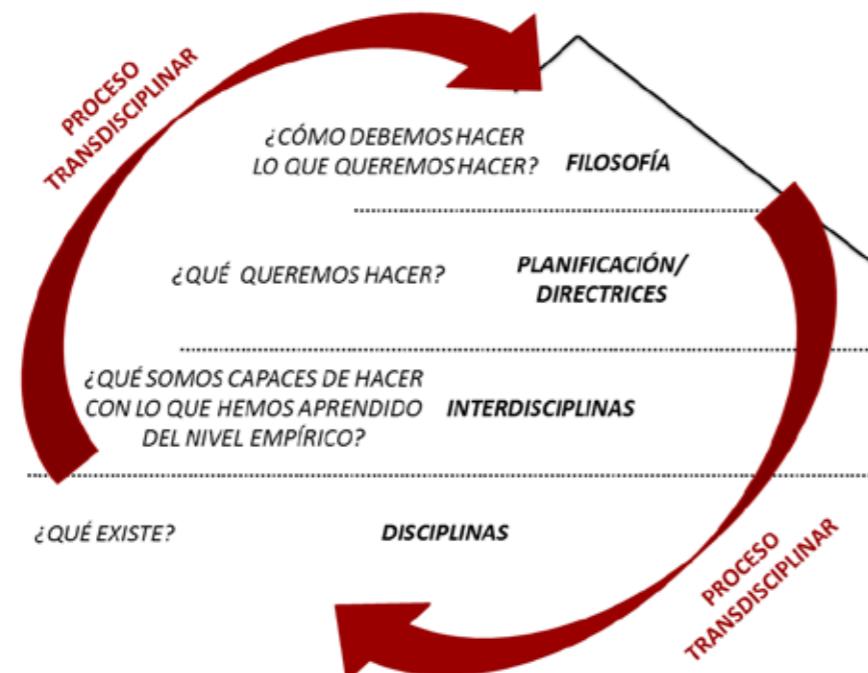 PROCESO
TRANSDISCIPLINAR
¿CÓMO DEBEMOS HACER
LO QUE QUEREMOS HACER?
FILOSOFÍA
¿QUÉ QUEREMOS HACER?
PLANIFICACIÓN/
DIRECTRICES
¿QUÉ SOMOS CAPACES DE HACER
CON LO QUE HEMOS APRENDIDO
DEL NIVEL EMPÍRICO?
INTERDISCIPLINAS
¿QUÉ EXISTE?
DISCIPLINAS
PROCESO
TRANSDISCIPLINAR